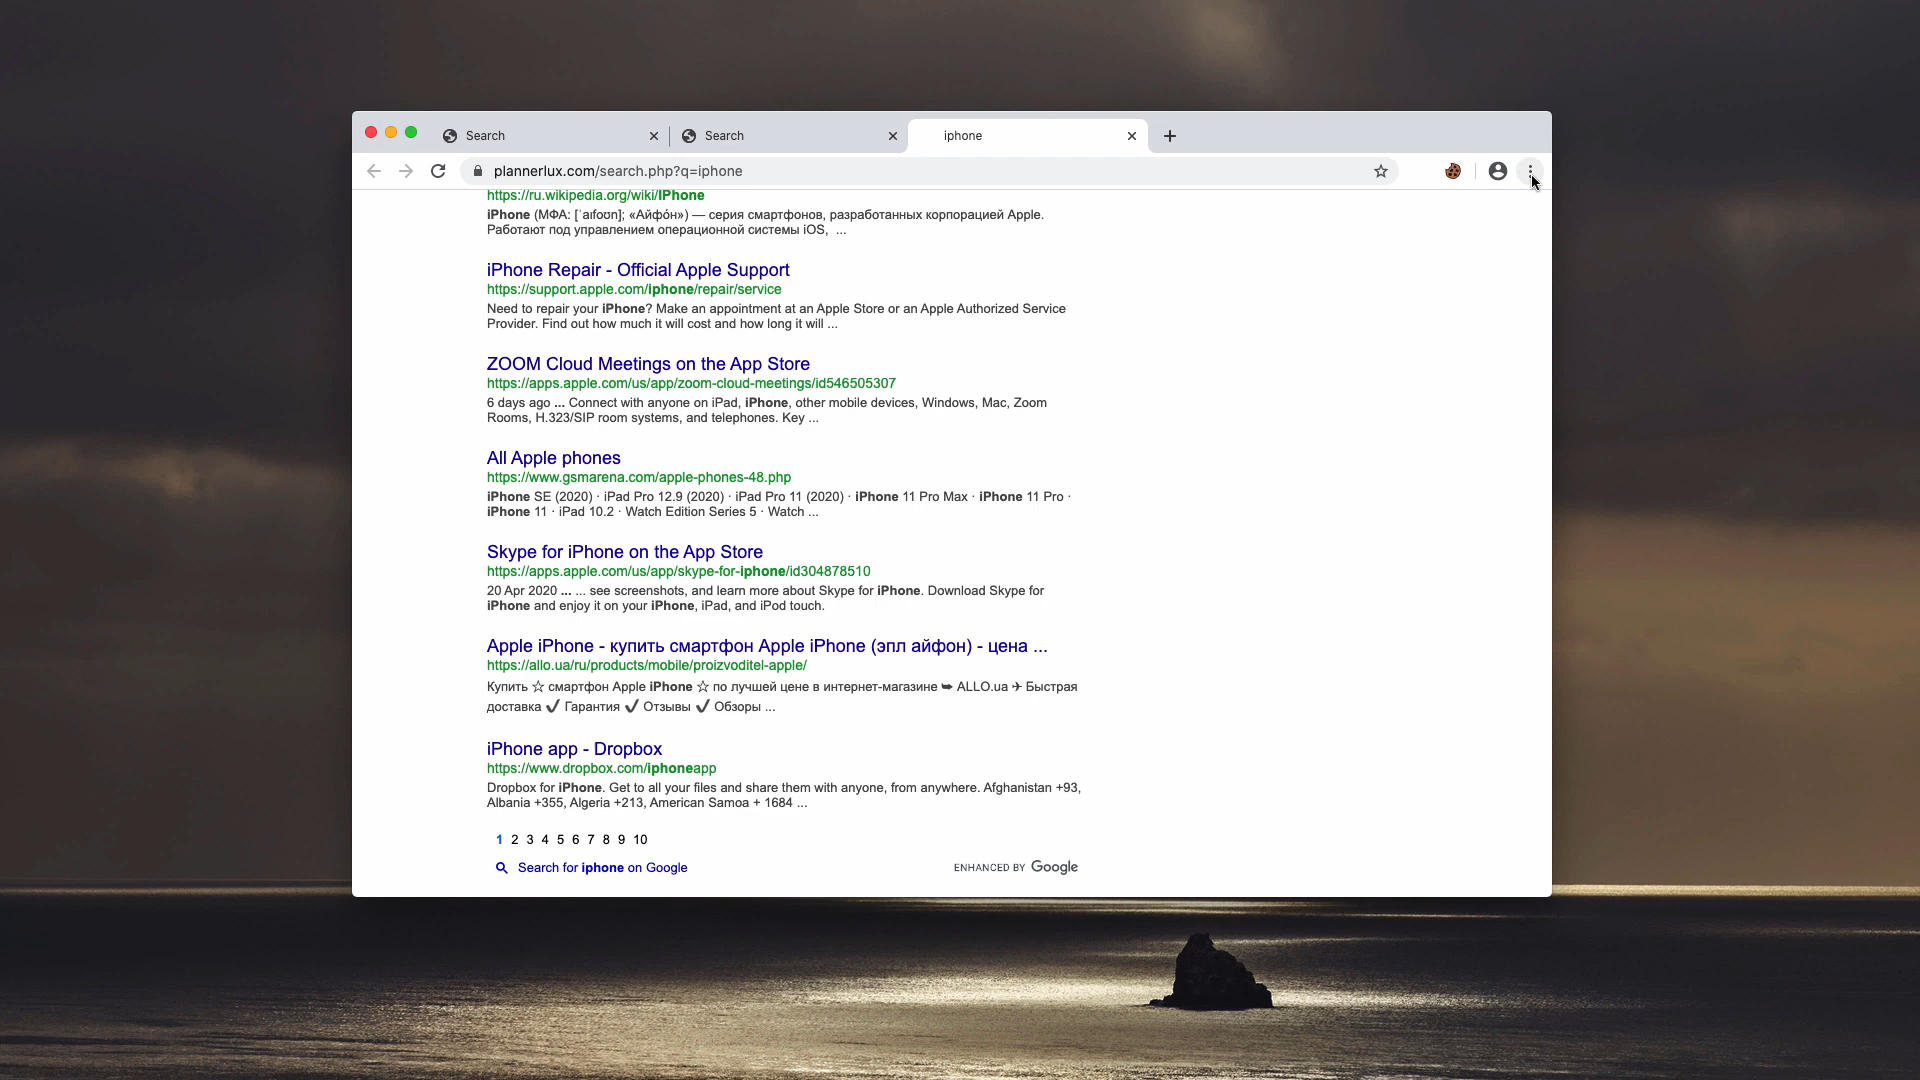 Search
Search
iphone
plannerlux.com/search.php?q=iphone
https://ru.wikipedia.org/wiki/IPhone
iPhone (МФА: [ˈaɪfoʊn]; «Айфо́н») — серия смартфонов, разработанных корпорацией Apple.
Работают под управлением операционной системы iOS, ...
iPhone Repair - Official Apple Support
https://support.apple.com/iphone/repair/service
Need to repair your iPhone? Make an appointment at an Apple Store or an Apple Authorized Service
Provider. Find out how much it will cost and how long it will ...
ZOOM Cloud Meetings on the App Store
https://apps.apple.com/us/app/zoom-cloud-meetings/id546505307
6 days ago ... Connect with anyone on iPad, iPhone, other mobile devices, Windows, Mac, Zoom
Rooms, H.323/SIP room systems, and telephones. Key ...
All Apple phones
https://www.gsmarena.com/apple-phones-48.php
iPhone SE (2020) · iPad Pro 12.9 (2020) · iPad Pro 11 (2020) · iPhone 11 Pro Max · iPhone 11 Pro ·
iPhone 11 · iPad 10.2 · Watch Edition Series 5 · Watch ...
Skype for iPhone on the App Store
https://apps.apple.com/us/app/skype-for-iphone/id304878510
20 Apr 2020 ... ... see screenshots, and learn more about Skype for iPhone. Download Skype for
iPhone and enjoy it on your iPhone, iPad, and iPod touch.
Apple iPhone - купить смартфон Apple iPhone (эпл айфон) - цена ...
https://allo.ua/ru/products/mobile/proizvoditel-apple/
Купить ☆ смартфон Apple iPhone ☆ по лучшей цене в интернет-магазине ➥ ALLO.ua ✈ Быстрая
доставка ✔ Гарантия ✔ Отзывы ✔ Обзоры ...
iPhone app - Dropbox
https://www.dropbox.com/iphoneapp
Dropbox for iPhone. Get to all your files and share them with anyone, from anywhere. Afghanistan +93,
Albania +355, Algeria +213, American Samoa + 1684 ...
1 2 3 4 5 6 7 8 9 10
Search for iphone on Google
ENHANCED BY Google